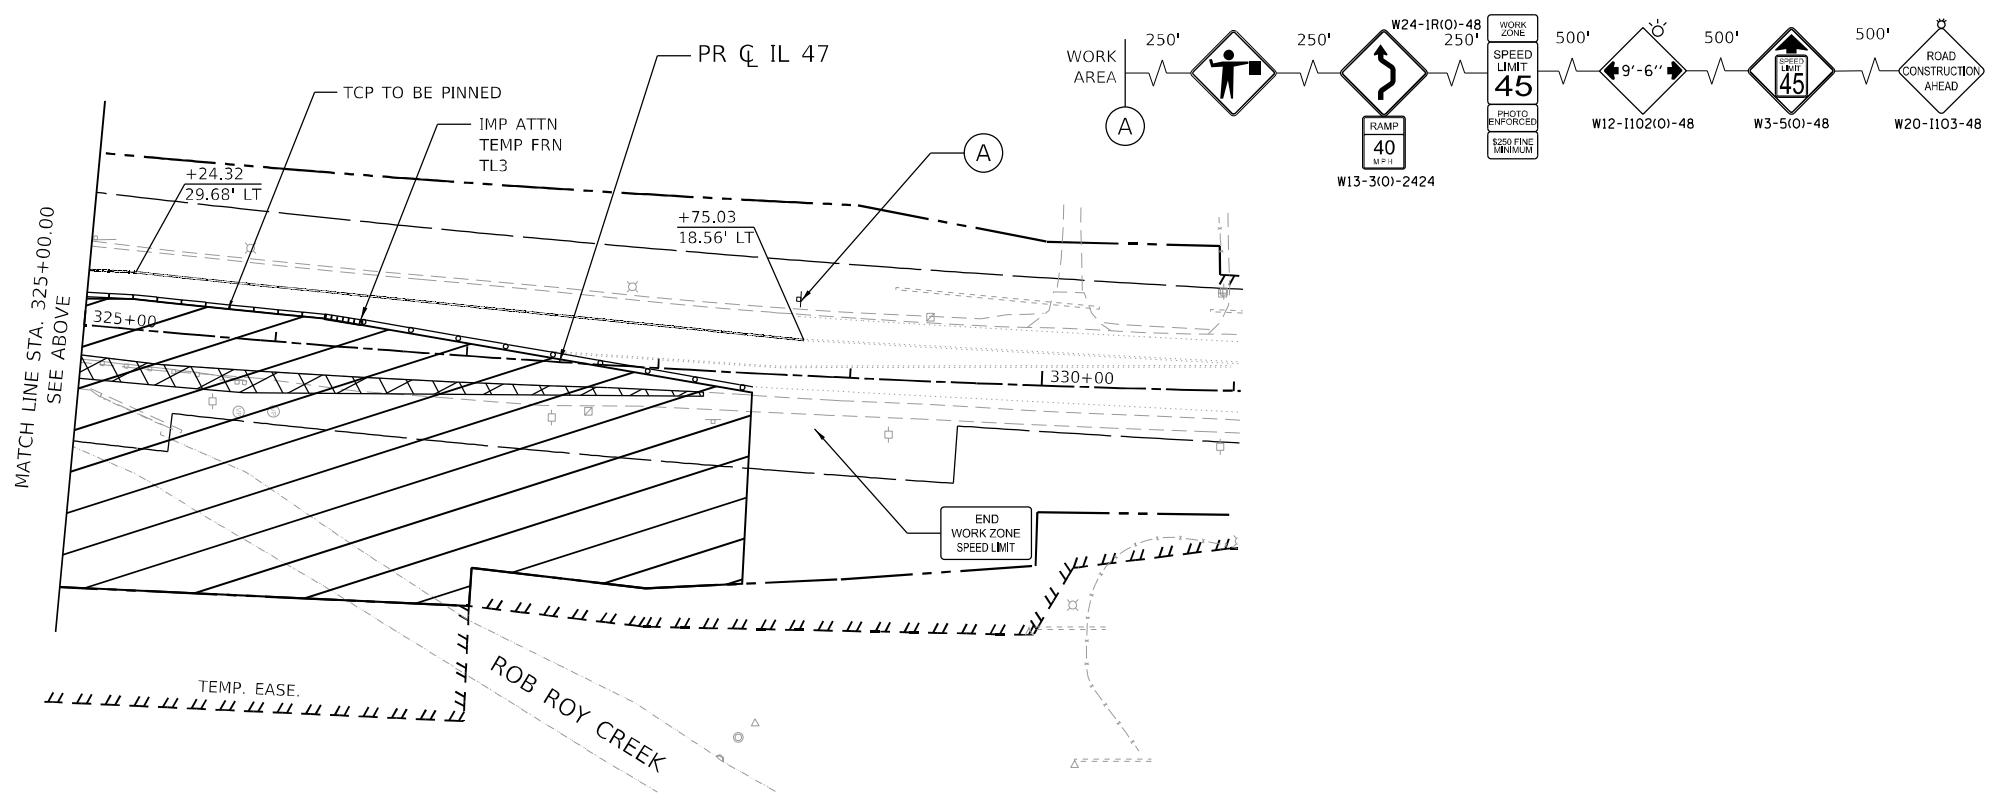 PR ℄ IL 47
TCP TO BE PINNED
IMP ATTN
TEMP FRN
TL3
A
+24.32
29.68' LT
+75.03
18.56' LT
MATCH LINE STA. 325+00.00
SEE ABOVE
325+00
330+00
END
WORK ZONE
SPEED LIMIT
TEMP. EASE.
ROB ROY CREEK
WORK
AREA
A
250'
250'
W24-1R(O)-48
250'
RAMP
40
MPH
W13-3(O)-2424
WORK
ZONE
SPEED
LIMIT
45
PHOTO
ENFORCED
$250 FINE
MINIMUM
500'
9'-6''
W12-I102(O)-48
500'
SPEED
LIMIT
45
W3-5(O)-48
500'
ROAD
CONSTRUCTION
AHEAD
W20-I103-48